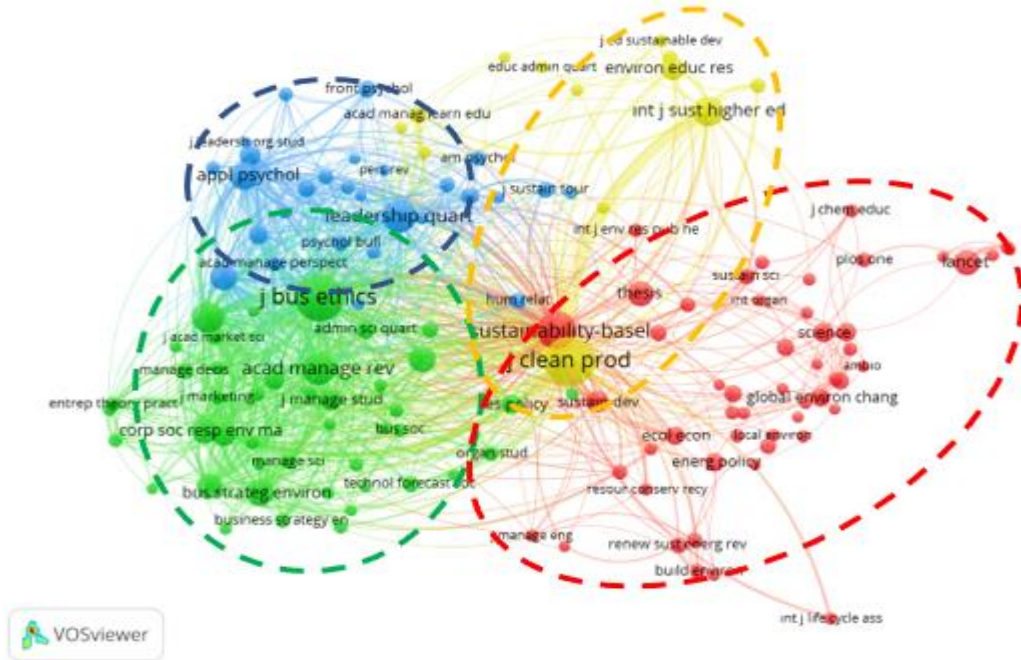 j ed sustainable dev
educ admin quart
environ educ res
front psychol
int j sust higher ed
acad manag learn edu
j leadersh org stud
am psychol
pers rev
appl psychol
j sustain tour
leadership quart
j chem educ
int j env res pub he
psychol bull
plos one
lancet
acad manage perspect
sustain sci
thesis
j bus ethics
hum relat
int organ
admin sci quart
sustainability-basel
science
j acad market sci
j clean prod
acad manage rev
ambio
manage decis
j marketing
j manage stud
sustain dev
global environ chang
entrep theory pract
res policy
corp soc resp env ma
bus soc
ecol econ
local environ
organ stud
manage sci
energ policy
bus strateg environ
technol forecast soc
resour conserv recy
business strategy en
j manage eng
renew sust energ rev
build environ
int j life cycle ass
VOSviewer